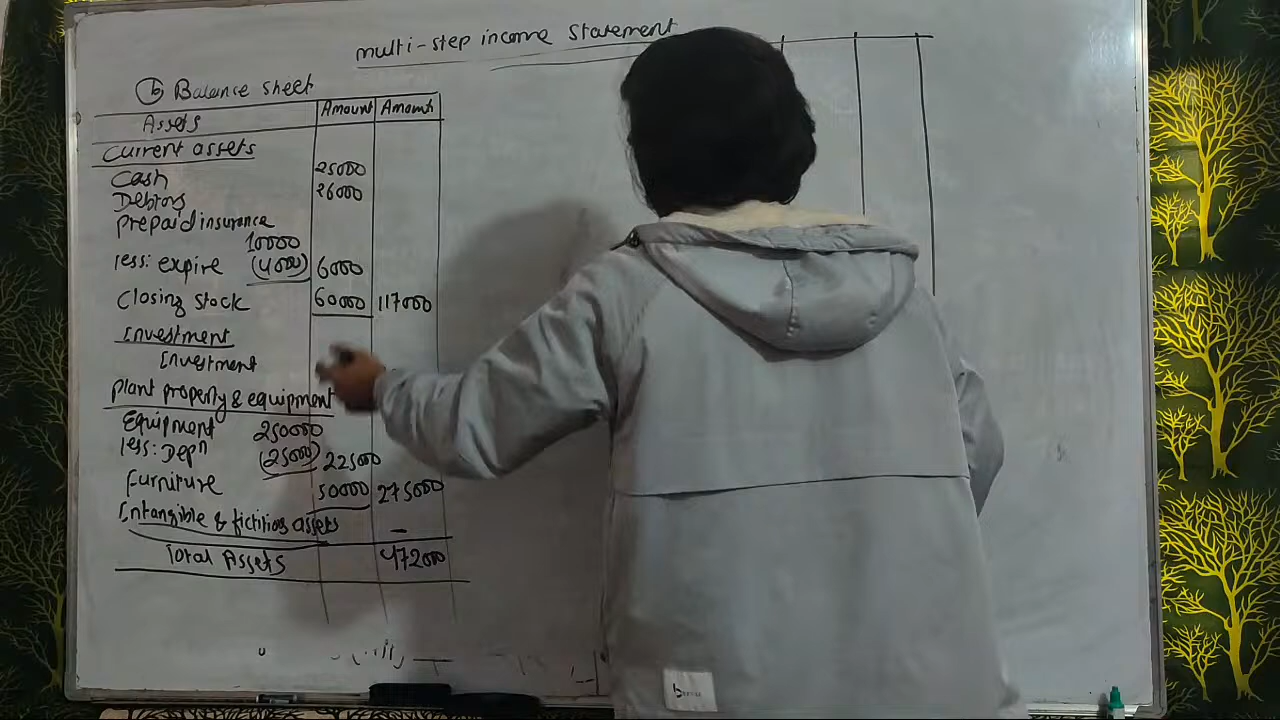 multi-step income statement
b Balance sheet
Assets Amount Amount
Current assets
Cash 25000
Debtors 26000
Prepaid insurance
10000
less: expire (4000) 6000
Closing stock 60000 117000
Investment
Investment
Plant property & equipment
Equipment 250000
less: Depn (25000) 225000
Furniture 50000 275000
Intangible & fictitious assets -
Total Assets 472000